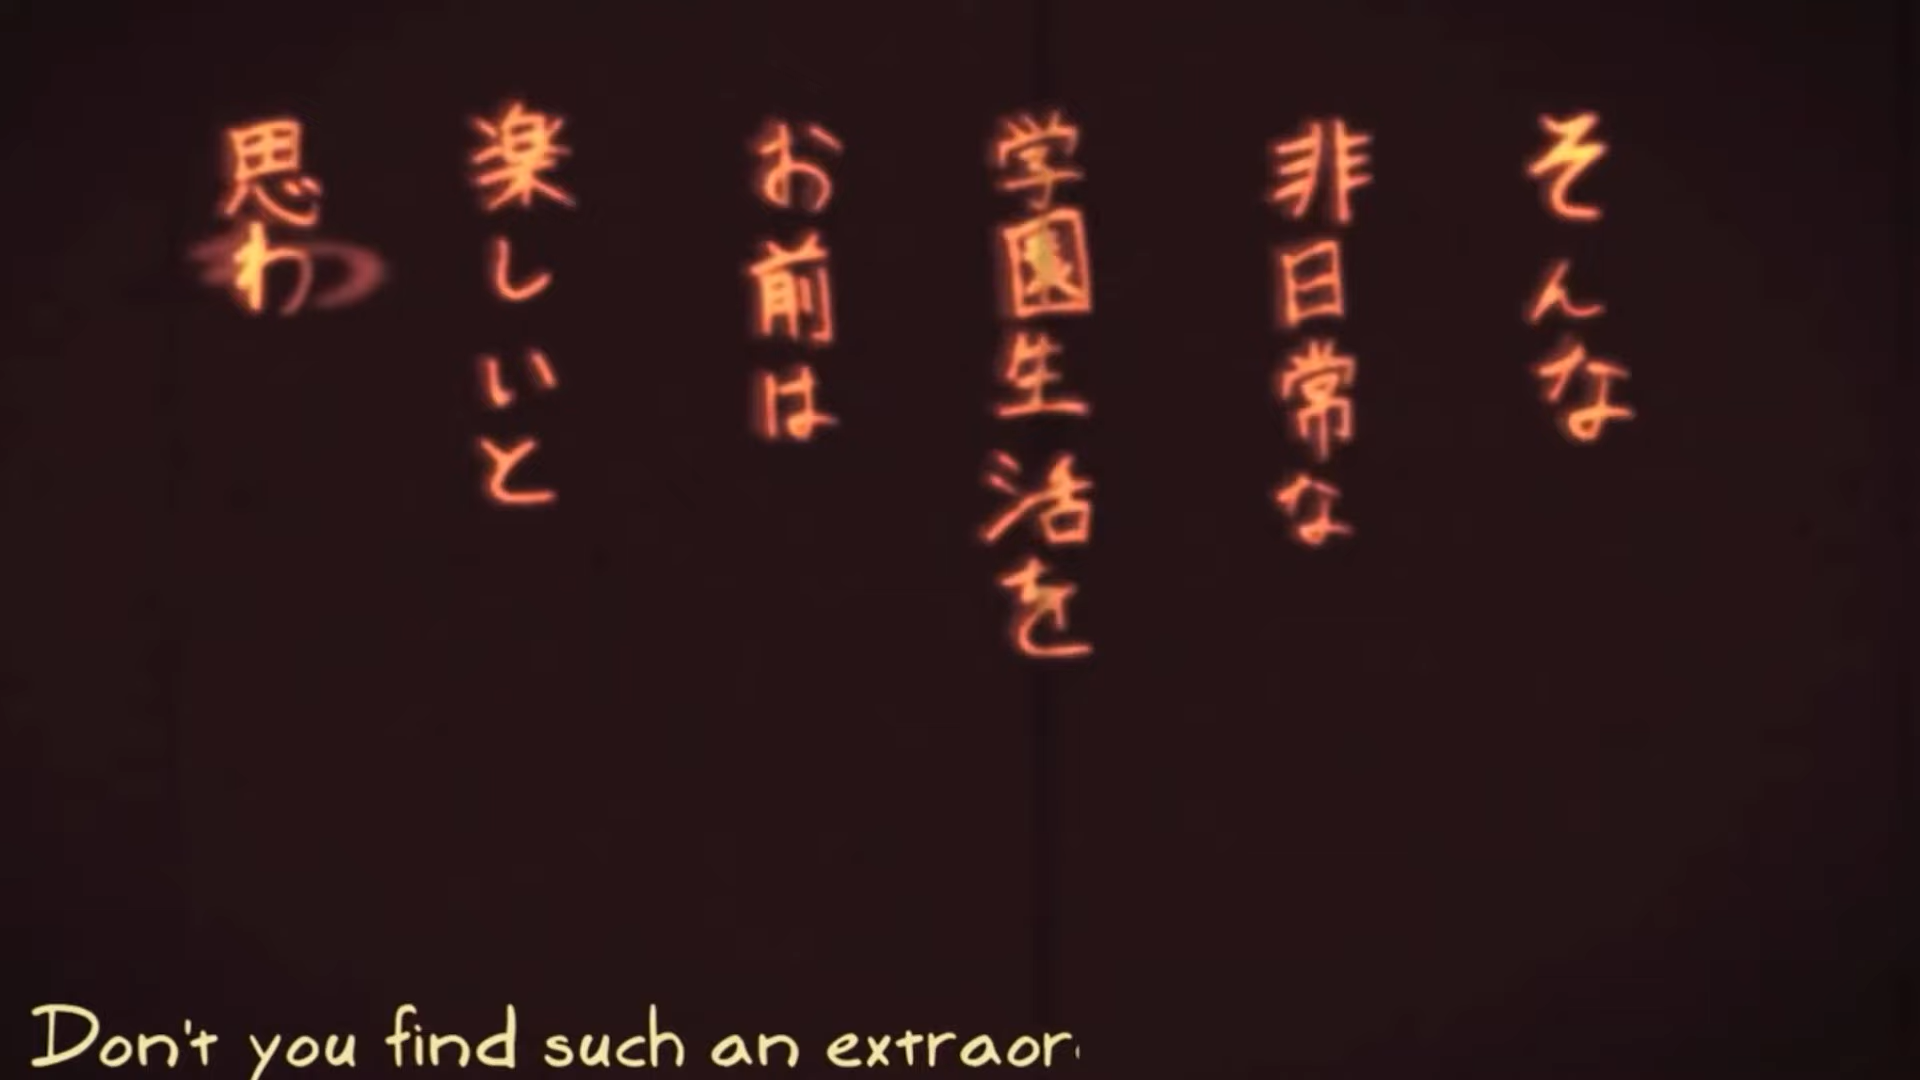 そんな
非日常な
学園生活を
お前は
楽しいと
思わ
Don't you find such an extraor